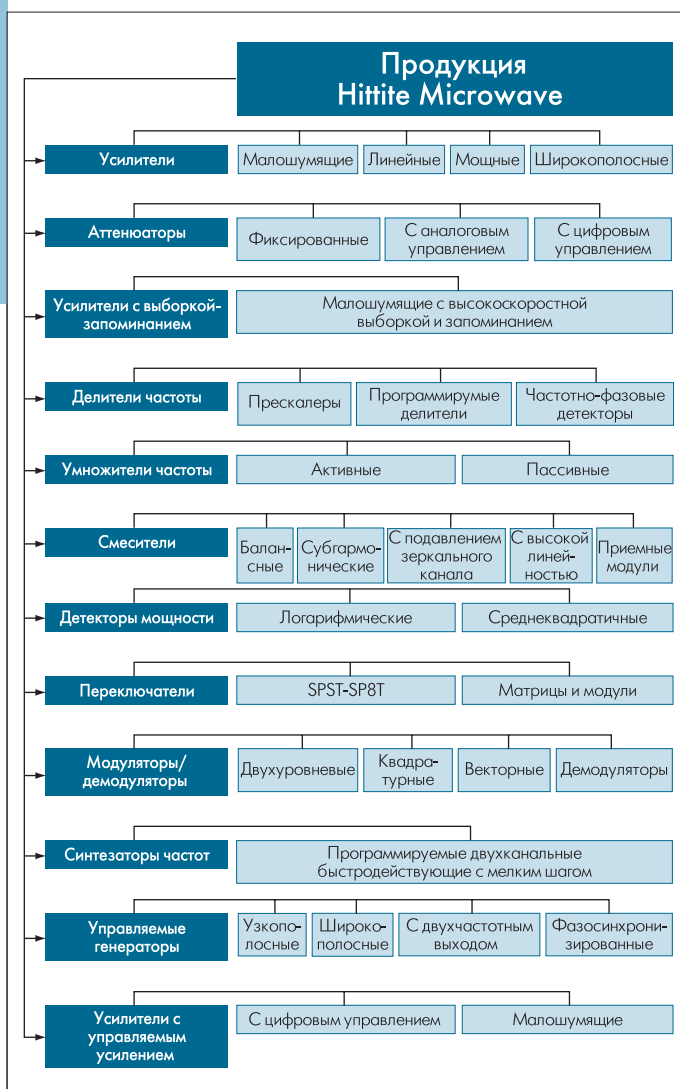 Продукция
Hittite Microwave
Усилители
Малошумящие
Линейные
Мощные
Широкополосные
Аттенюаторы
Фиксированные
С аналоговым
управлением
С цифровым
управлением
Усилители с выборкой-
запоминанием
Малошумящие с высокоскоростной
выборкой и запоминанием
Делители частоты
Прескалеры
Программирумые
делители
Частотно-фазовые
детекторы
Умножители частоты
Активные
Пассивные
Смесители
Балан-
сные
Субгармо-
нические
С подавлением
зеркального
канала
С высокой
линей-
ностью
Приемные
модули
Детекторы мощности
Логарифмические
Среднеквадратичные
Переключатели
SPST-SP8T
Матрицы и модули
Модуляторы/
демодуляторы
Двухуровневые
Квадра-
турные
Векторные
Демодуляторы
Синтезаторы частот
Программируемые двухканальные
быстродействующие с мелким шагом
Управляемые
генераторы
Узкопо-
лосные
Широко-
полосные
С двухчастотным
выходом
Фазосинхрони-
зированные
Усилители с
управляемым
усилением
С цифровым управлением
Малошумящие